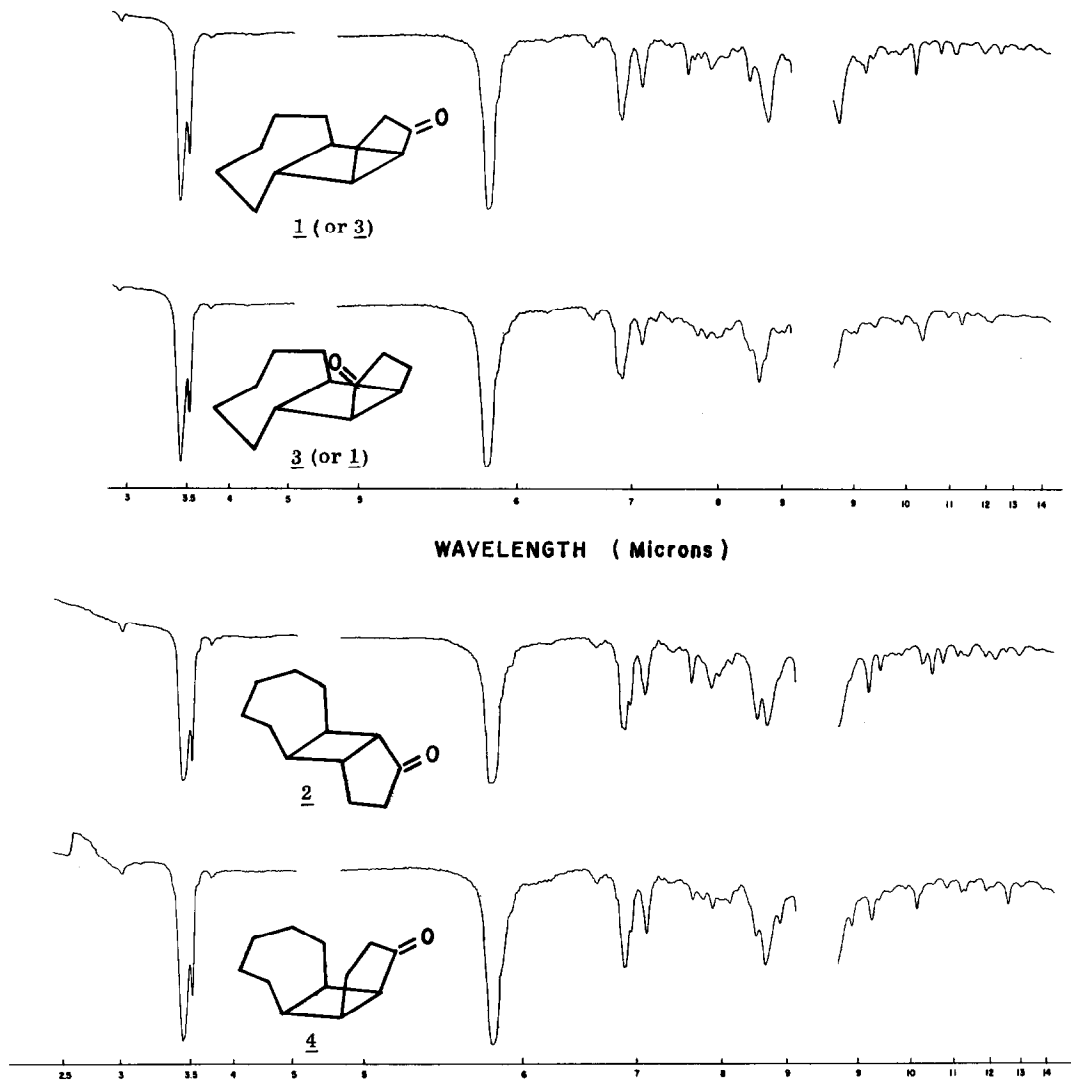 O
1 (or 3)
O
3 (or 1)
3 3.5 4 5 5 6 7 8 9 9 10 11 12 13 14
WAVELENGTH (Microns)
O
2
O
4
2.5 3 3.5 4 5 5 6 7 8 9 9 10 11 12 13 14